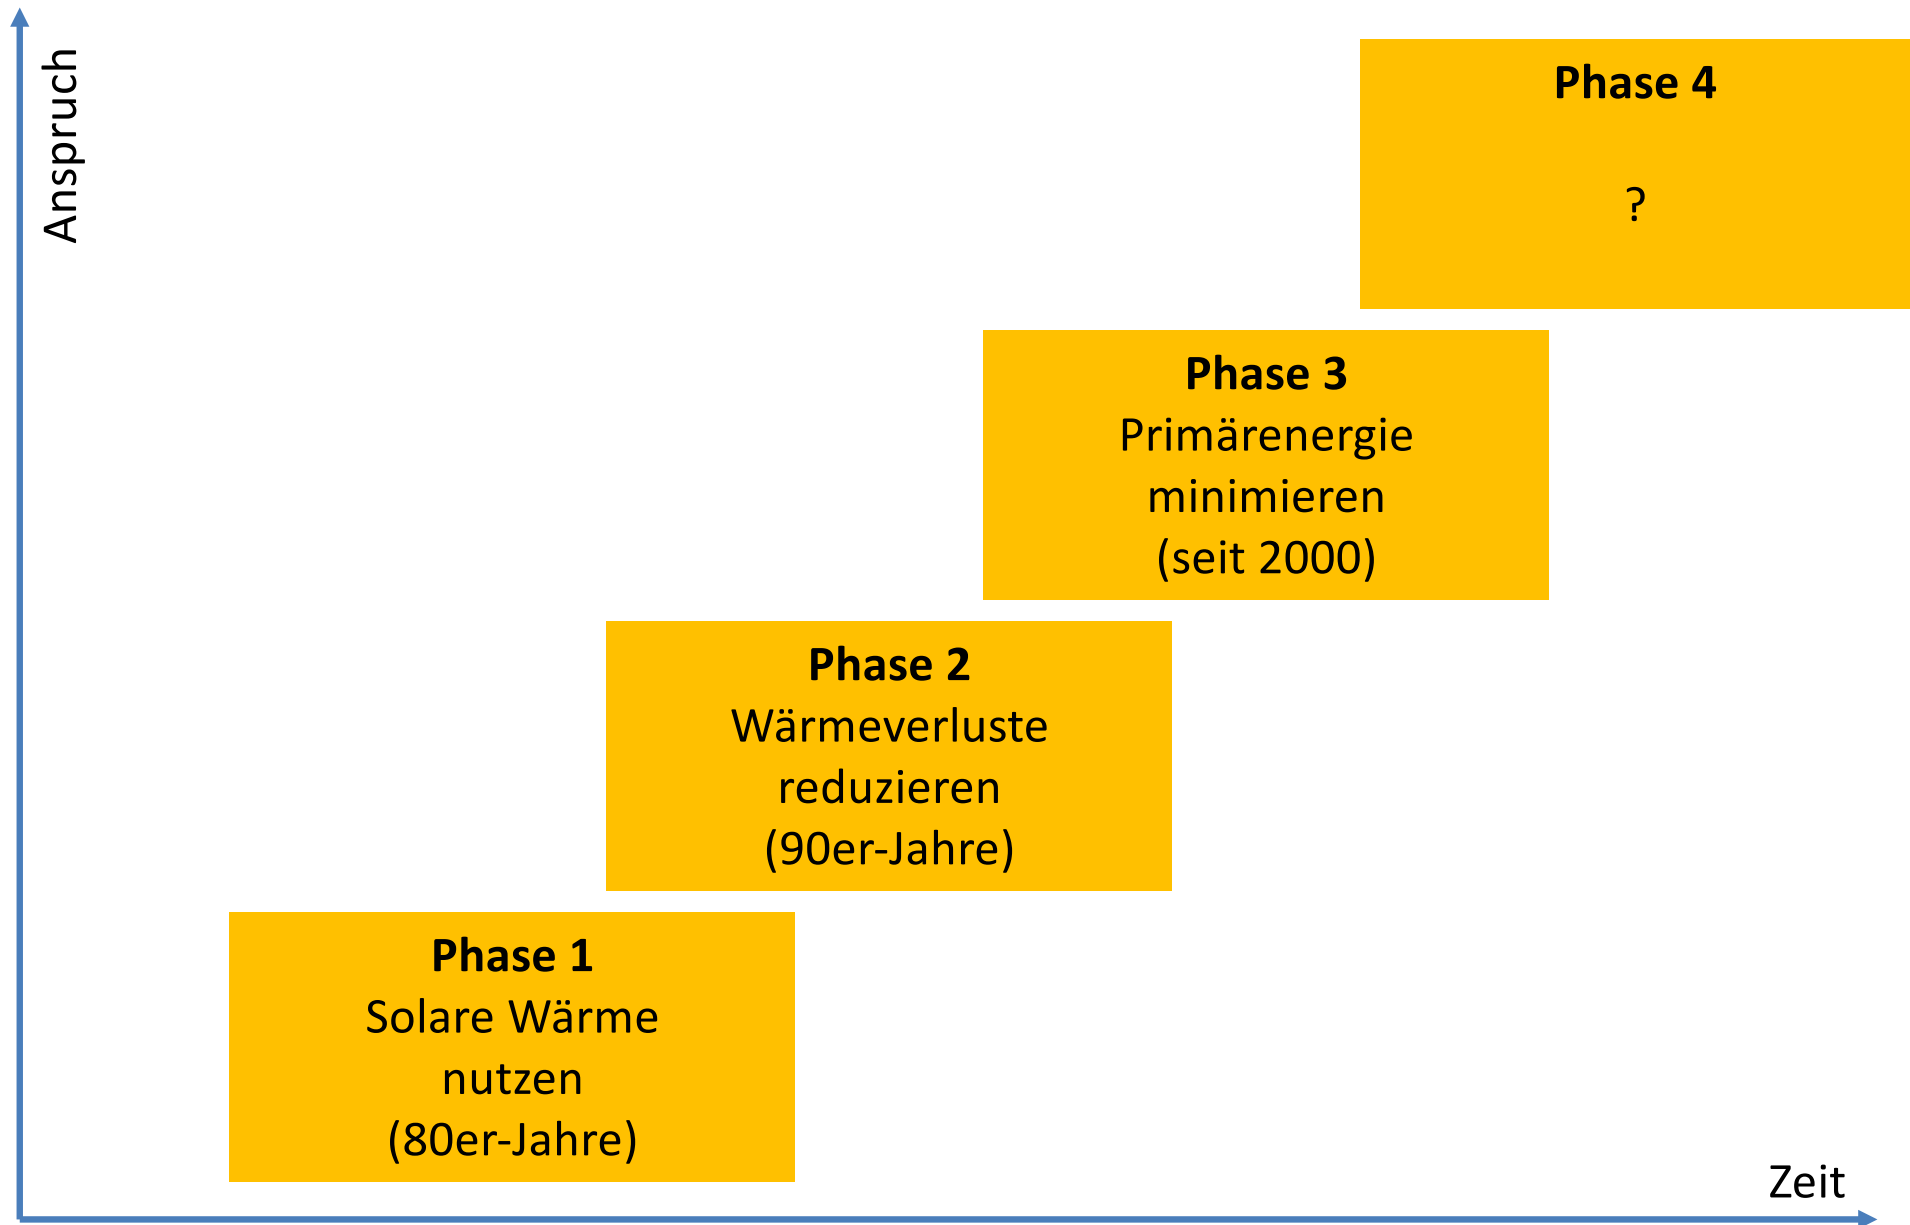 Anspruch
Phase 4
?
Phase 3
Primärenergie
minimieren
(seit 2000)
Phase 2
Wärmeverluste
reduzieren
(90er-Jahre)
Phase 1
Solare Wärme
nutzen
(80er-Jahre)
Zeit